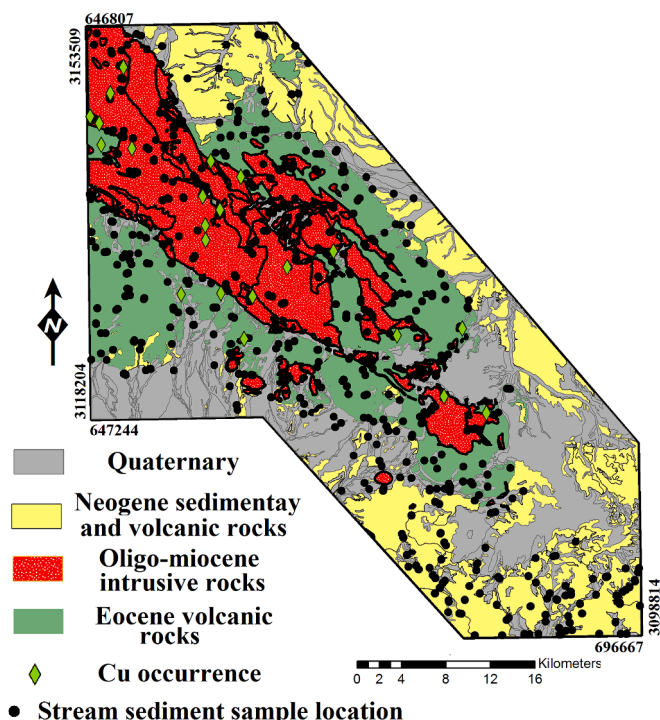 646807
3153509
N
3118204
647244
Quaternary
Neogene sedimentay
and volcanic rocks
Oligo-miocene
intrusive rocks
Eocene volcanic
rocks
Cu occurrence
Stream sediment sample location
3098814
696667
Kilometers
0 2 4 8 12 16